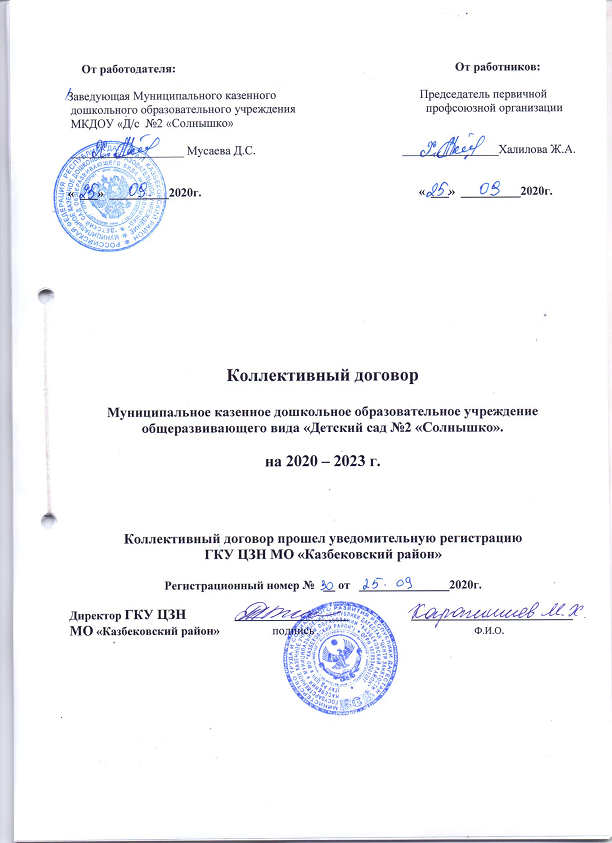 От работодателя:
Заведующая Муниципального казенного
дошкольного образовательного учреждения
МКДОУ «Д/с №2 «Солнышко»
Мусаева Д.С.
«25» 09. 2020г.
От работников:
Председатель первичной
профсоюзной организации
Халилова Ж.А.
«25» 09 2020г.
Коллективный договор
Муниципальное казенное дошкольное образовательное учреждение
общеразвивающего вида «Детский сад №2 «Солнышко».
на 2020 – 2023 г.
Коллективный договор прошел уведомительную регистрацию
ГКУ ЦЗН МО «Казбековский район»
Регистрационный номер № 30 от 25.09 2020г.
Директор ГКУ ЦЗН
МО «Казбековский район»
подпись
Ф.И.О.